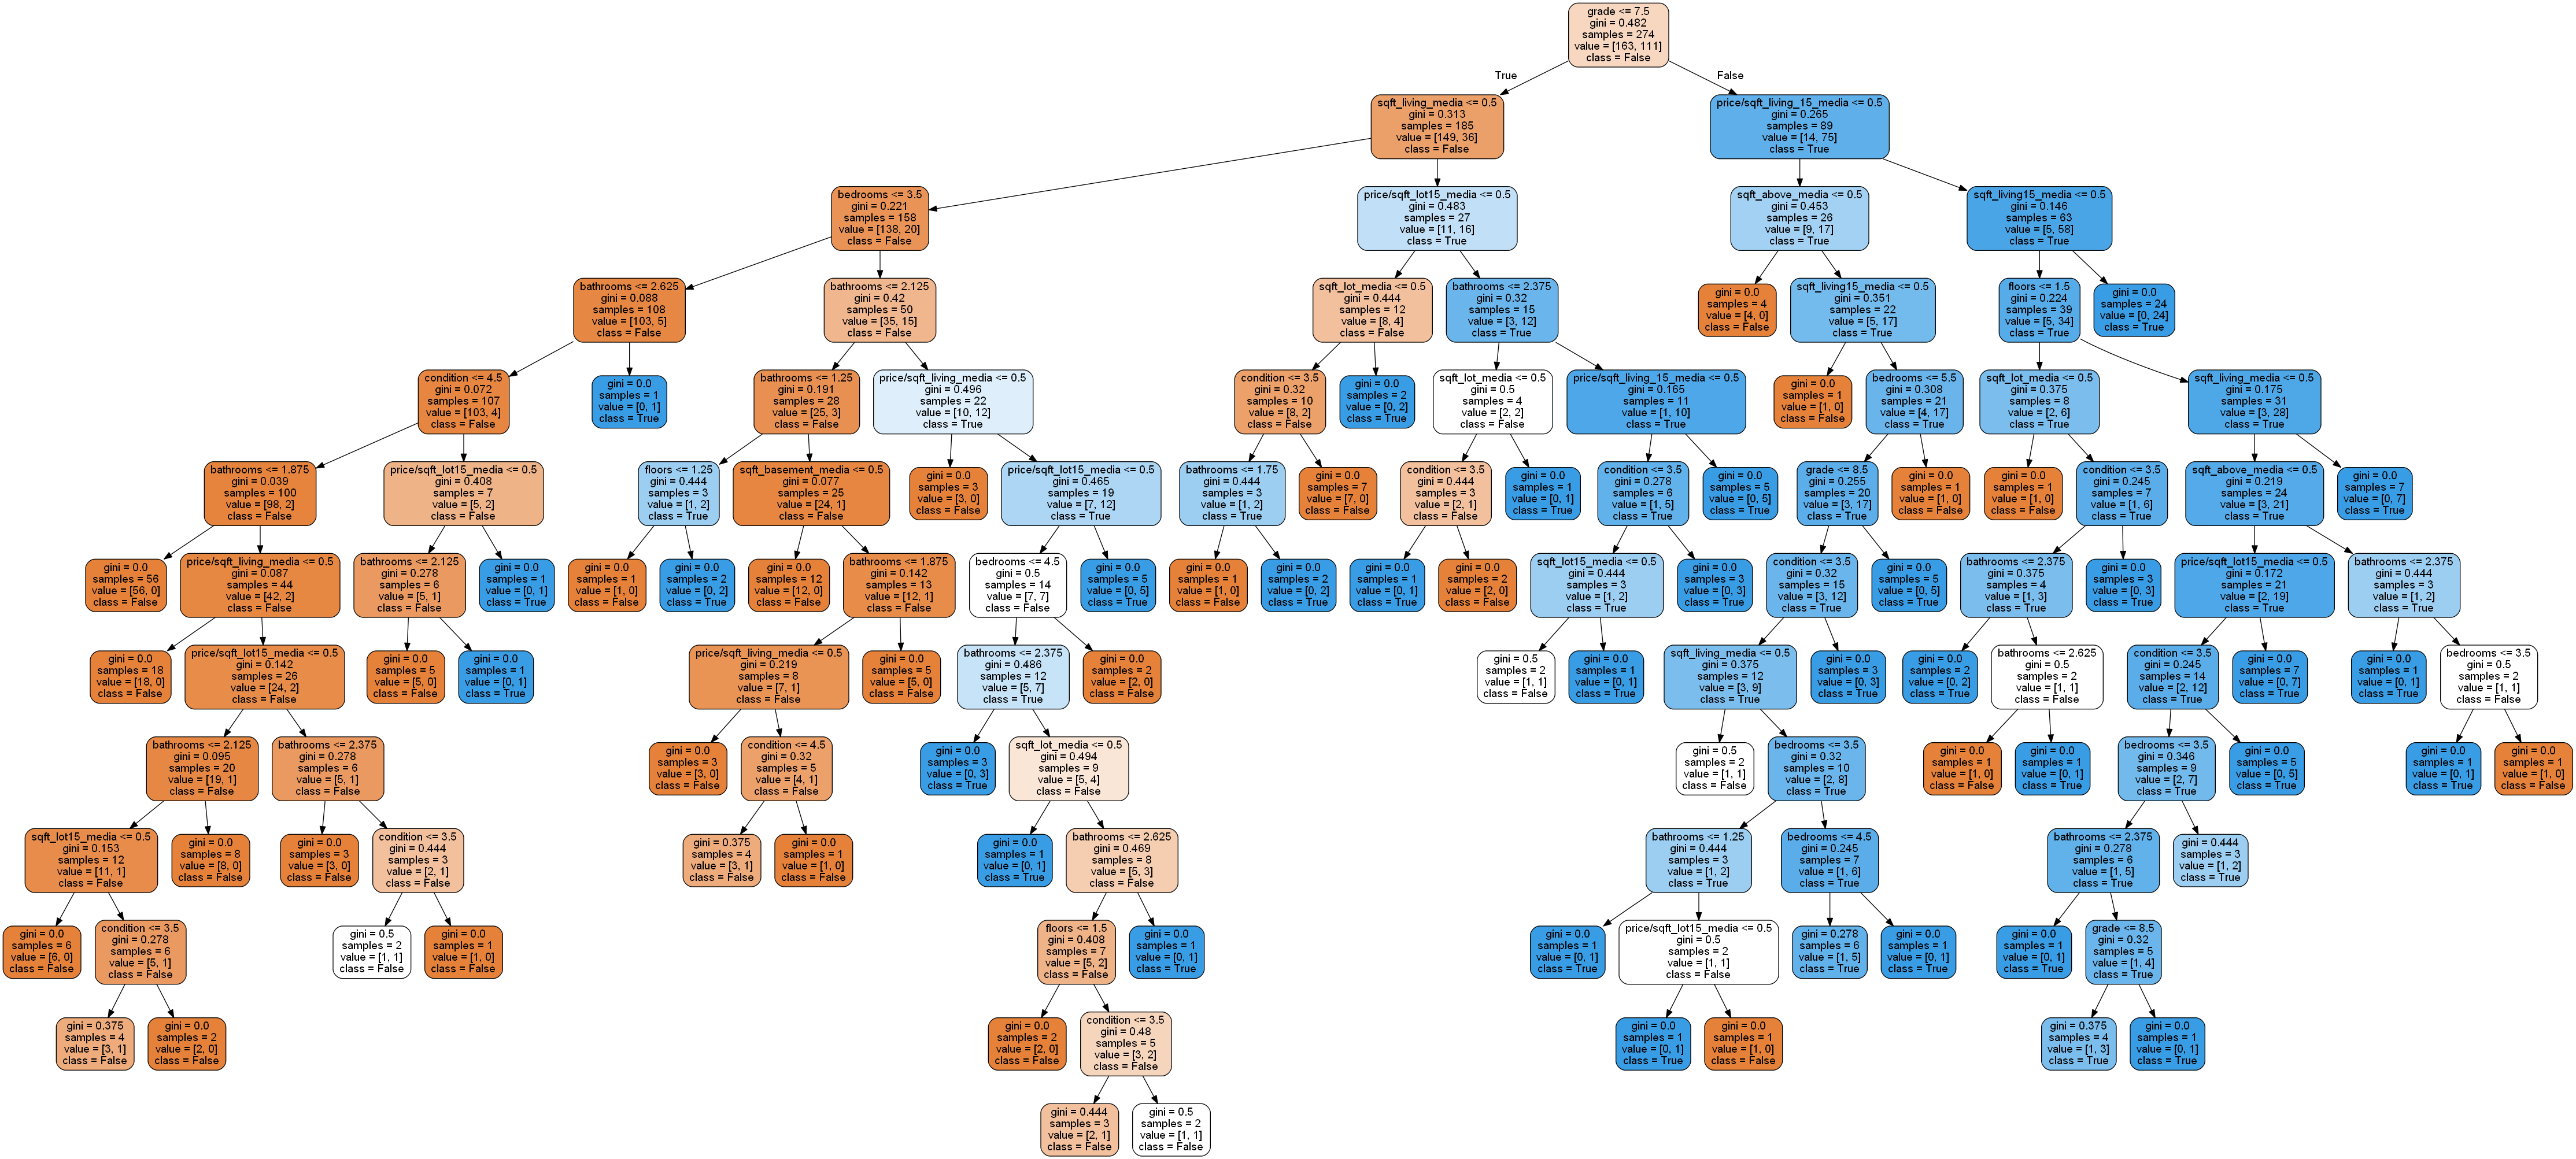 grade <= 7.5
gini = 0.482
samples = 274
value = [163, 111]
class = False
True
False
sqft_living_media <= 0.5
gini = 0.313
samples = 185
value = [149, 36]
class = False
price/sqft_living_15_media <= 0.5
gini = 0.265
samples = 89
value = [14, 75]
class = True
bedrooms <= 3.5
gini = 0.221
samples = 158
value = [138, 20]
class = False
price/sqft_lot15_media <= 0.5
gini = 0.483
samples = 27
value = [11, 16]
class = True
sqft_above_media <= 0.5
gini = 0.453
samples = 26
value = [9, 17]
class = True
sqft_living15_media <= 0.5
gini = 0.146
samples = 63
value = [5, 58]
class = True
bathrooms <= 2.625
gini = 0.088
samples = 108
value = [103, 5]
class = False
bathrooms <= 2.125
gini = 0.42
samples = 50
value = [35, 15]
class = False
sqft_lot_media <= 0.5
gini = 0.444
samples = 12
value = [8, 4]
class = False
bathrooms <= 2.375
gini = 0.32
samples = 15
value = [3, 12]
class = True
gini = 0.0
samples = 4
value = [4, 0]
class = False
sqft_living15_media <= 0.5
gini = 0.351
samples = 22
value = [5, 17]
class = True
floors <= 1.5
gini = 0.224
samples = 39
value = [5, 34]
class = True
gini = 0.0
samples = 24
value = [0, 24]
class = True
condition <= 4.5
gini = 0.072
samples = 107
value = [103, 4]
class = False
gini = 0.0
samples = 1
value = [0, 1]
class = True
bathrooms <= 1.25
gini = 0.191
samples = 28
value = [25, 3]
class = False
price/sqft_living_media <= 0.5
gini = 0.496
samples = 22
value = [10, 12]
class = True
condition <= 3.5
gini = 0.32
samples = 10
value = [8, 2]
class = False
gini = 0.0
samples = 2
value = [0, 2]
class = True
sqft_lot_media <= 0.5
gini = 0.5
samples = 4
value = [2, 2]
class = False
price/sqft_living_15_media <= 0.5
gini = 0.165
samples = 11
value = [1, 10]
class = True
gini = 0.0
samples = 1
value = [1, 0]
class = False
bedrooms <= 5.5
gini = 0.308
samples = 21
value = [4, 17]
class = True
sqft_lot_media <= 0.5
gini = 0.375
samples = 8
value = [2, 6]
class = True
sqft_living_media <= 0.5
gini = 0.175
samples = 31
value = [3, 28]
class = True
bathrooms <= 1.875
gini = 0.039
samples = 100
value = [98, 2]
class = False
price/sqft_lot15_media <= 0.5
gini = 0.408
samples = 7
value = [5, 2]
class = False
floors <= 1.25
gini = 0.444
samples = 3
value = [1, 2]
class = True
sqft_basement_media <= 0.5
gini = 0.077
samples = 25
value = [24, 1]
class = False
gini = 0.0
samples = 3
value = [3, 0]
class = False
price/sqft_lot15_media <= 0.5
gini = 0.465
samples = 19
value = [7, 12]
class = True
bathrooms <= 1.75
gini = 0.444
samples = 3
value = [1, 2]
class = True
gini = 0.0
samples = 7
value = [7, 0]
class = False
condition <= 3.5
gini = 0.444
samples = 3
value = [2, 1]
class = False
gini = 0.0
samples = 1
value = [0, 1]
class = True
condition <= 3.5
gini = 0.278
samples = 6
value = [1, 5]
class = True
gini = 0.0
samples = 5
value = [0, 5]
class = True
grade <= 8.5
gini = 0.255
samples = 20
value = [3, 17]
class = True
gini = 0.0
samples = 1
value = [1, 0]
class = False
gini = 0.0
samples = 1
value = [1, 0]
class = False
condition <= 3.5
gini = 0.245
samples = 7
value = [1, 6]
class = True
sqft_above_media <= 0.5
gini = 0.219
samples = 24
value = [3, 21]
class = True
gini = 0.0
samples = 7
value = [0, 7]
class = True
gini = 0.0
samples = 56
value = [56, 0]
class = False
price/sqft_living_media <= 0.5
gini = 0.087
samples = 44
value = [42, 2]
class = False
bathrooms <= 2.125
gini = 0.278
samples = 6
value = [5, 1]
class = False
gini = 0.0
samples = 1
value = [0, 1]
class = True
gini = 0.0
samples = 1
value = [1, 0]
class = False
gini = 0.0
samples = 2
value = [0, 2]
class = True
gini = 0.0
samples = 12
value = [12, 0]
class = False
bathrooms <= 1.875
gini = 0.142
samples = 13
value = [12, 1]
class = False
bedrooms <= 4.5
gini = 0.5
samples = 14
value = [7, 7]
class = False
gini = 0.0
samples = 5
value = [0, 5]
class = True
gini = 0.0
samples = 1
value = [1, 0]
class = False
gini = 0.0
samples = 2
value = [0, 2]
class = True
gini = 0.0
samples = 1
value = [0, 1]
class = True
gini = 0.0
samples = 2
value = [2, 0]
class = False
sqft_lot15_media <= 0.5
gini = 0.444
samples = 3
value = [1, 2]
class = True
gini = 0.0
samples = 3
value = [0, 3]
class = True
condition <= 3.5
gini = 0.32
samples = 15
value = [3, 12]
class = True
gini = 0.0
samples = 5
value = [0, 5]
class = True
bathrooms <= 2.375
gini = 0.375
samples = 4
value = [1, 3]
class = True
gini = 0.0
samples = 3
value = [0, 3]
class = True
price/sqft_lot15_media <= 0.5
gini = 0.172
samples = 21
value = [2, 19]
class = True
bathrooms <= 2.375
gini = 0.444
samples = 3
value = [1, 2]
class = True
gini = 0.0
samples = 18
value = [18, 0]
class = False
price/sqft_lot15_media <= 0.5
gini = 0.142
samples = 26
value = [24, 2]
class = False
gini = 0.0
samples = 5
value = [5, 0]
class = False
gini = 0.0
samples = 1
value = [0, 1]
class = True
price/sqft_living_media <= 0.5
gini = 0.219
samples = 8
value = [7, 1]
class = False
gini = 0.0
samples = 5
value = [5, 0]
class = False
bathrooms <= 2.375
gini = 0.486
samples = 12
value = [5, 7]
class = True
gini = 0.0
samples = 2
value = [2, 0]
class = False
gini = 0.5
samples = 2
value = [1, 1]
class = False
gini = 0.0
samples = 1
value = [0, 1]
class = True
sqft_living_media <= 0.5
gini = 0.375
samples = 12
value = [3, 9]
class = True
gini = 0.0
samples = 3
value = [0, 3]
class = True
gini = 0.0
samples = 2
value = [0, 2]
class = True
bathrooms <= 2.625
gini = 0.5
samples = 2
value = [1, 1]
class = False
condition <= 3.5
gini = 0.245
samples = 14
value = [2, 12]
class = True
gini = 0.0
samples = 7
value = [0, 7]
class = True
gini = 0.0
samples = 1
value = [0, 1]
class = True
bedrooms <= 3.5
gini = 0.5
samples = 2
value = [1, 1]
class = False
bathrooms <= 2.125
gini = 0.095
samples = 20
value = [19, 1]
class = False
bathrooms <= 2.375
gini = 0.278
samples = 6
value = [5, 1]
class = False
gini = 0.0
samples = 3
value = [3, 0]
class = False
condition <= 4.5
gini = 0.32
samples = 5
value = [4, 1]
class = False
gini = 0.0
samples = 3
value = [0, 3]
class = True
sqft_lot_media <= 0.5
gini = 0.494
samples = 9
value = [5, 4]
class = False
gini = 0.5
samples = 2
value = [1, 1]
class = False
bedrooms <= 3.5
gini = 0.32
samples = 10
value = [2, 8]
class = True
gini = 0.0
samples = 1
value = [1, 0]
class = False
gini = 0.0
samples = 1
value = [0, 1]
class = True
bedrooms <= 3.5
gini = 0.346
samples = 9
value = [2, 7]
class = True
gini = 0.0
samples = 5
value = [0, 5]
class = True
gini = 0.0
samples = 1
value = [0, 1]
class = True
gini = 0.0
samples = 1
value = [1, 0]
class = False
sqft_lot15_media <= 0.5
gini = 0.153
samples = 12
value = [11, 1]
class = False
gini = 0.0
samples = 8
value = [8, 0]
class = False
gini = 0.0
samples = 3
value = [3, 0]
class = False
condition <= 3.5
gini = 0.444
samples = 3
value = [2, 1]
class = False
gini = 0.375
samples = 4
value = [3, 1]
class = False
gini = 0.0
samples = 1
value = [1, 0]
class = False
gini = 0.0
samples = 1
value = [0, 1]
class = True
bathrooms <= 2.625
gini = 0.469
samples = 8
value = [5, 3]
class = False
bathrooms <= 1.25
gini = 0.444
samples = 3
value = [1, 2]
class = True
bedrooms <= 4.5
gini = 0.245
samples = 7
value = [1, 6]
class = True
bathrooms <= 2.375
gini = 0.278
samples = 6
value = [1, 5]
class = True
gini = 0.444
samples = 3
value = [1, 2]
class = True
gini = 0.0
samples = 6
value = [6, 0]
class = False
condition <= 3.5
gini = 0.278
samples = 6
value = [5, 1]
class = False
gini = 0.5
samples = 2
value = [1, 1]
class = False
gini = 0.0
samples = 1
value = [1, 0]
class = False
floors <= 1.5
gini = 0.408
samples = 7
value = [5, 2]
class = False
gini = 0.0
samples = 1
value = [0, 1]
class = True
gini = 0.0
samples = 1
value = [0, 1]
class = True
price/sqft_lot15_media <= 0.5
gini = 0.5
samples = 2
value = [1, 1]
class = False
gini = 0.278
samples = 6
value = [1, 5]
class = True
gini = 0.0
samples = 1
value = [0, 1]
class = True
gini = 0.0
samples = 1
value = [0, 1]
class = True
grade <= 8.5
gini = 0.32
samples = 5
value = [1, 4]
class = True
gini = 0.375
samples = 4
value = [3, 1]
class = False
gini = 0.0
samples = 2
value = [2, 0]
class = False
gini = 0.0
samples = 2
value = [2, 0]
class = False
condition <= 3.5
gini = 0.48
samples = 5
value = [3, 2]
class = False
gini = 0.0
samples = 1
value = [0, 1]
class = True
gini = 0.0
samples = 1
value = [1, 0]
class = False
gini = 0.375
samples = 4
value = [1, 3]
class = True
gini = 0.0
samples = 1
value = [0, 1]
class = True
gini = 0.444
samples = 3
value = [2, 1]
class = False
gini = 0.5
samples = 2
value = [1, 1]
class = False